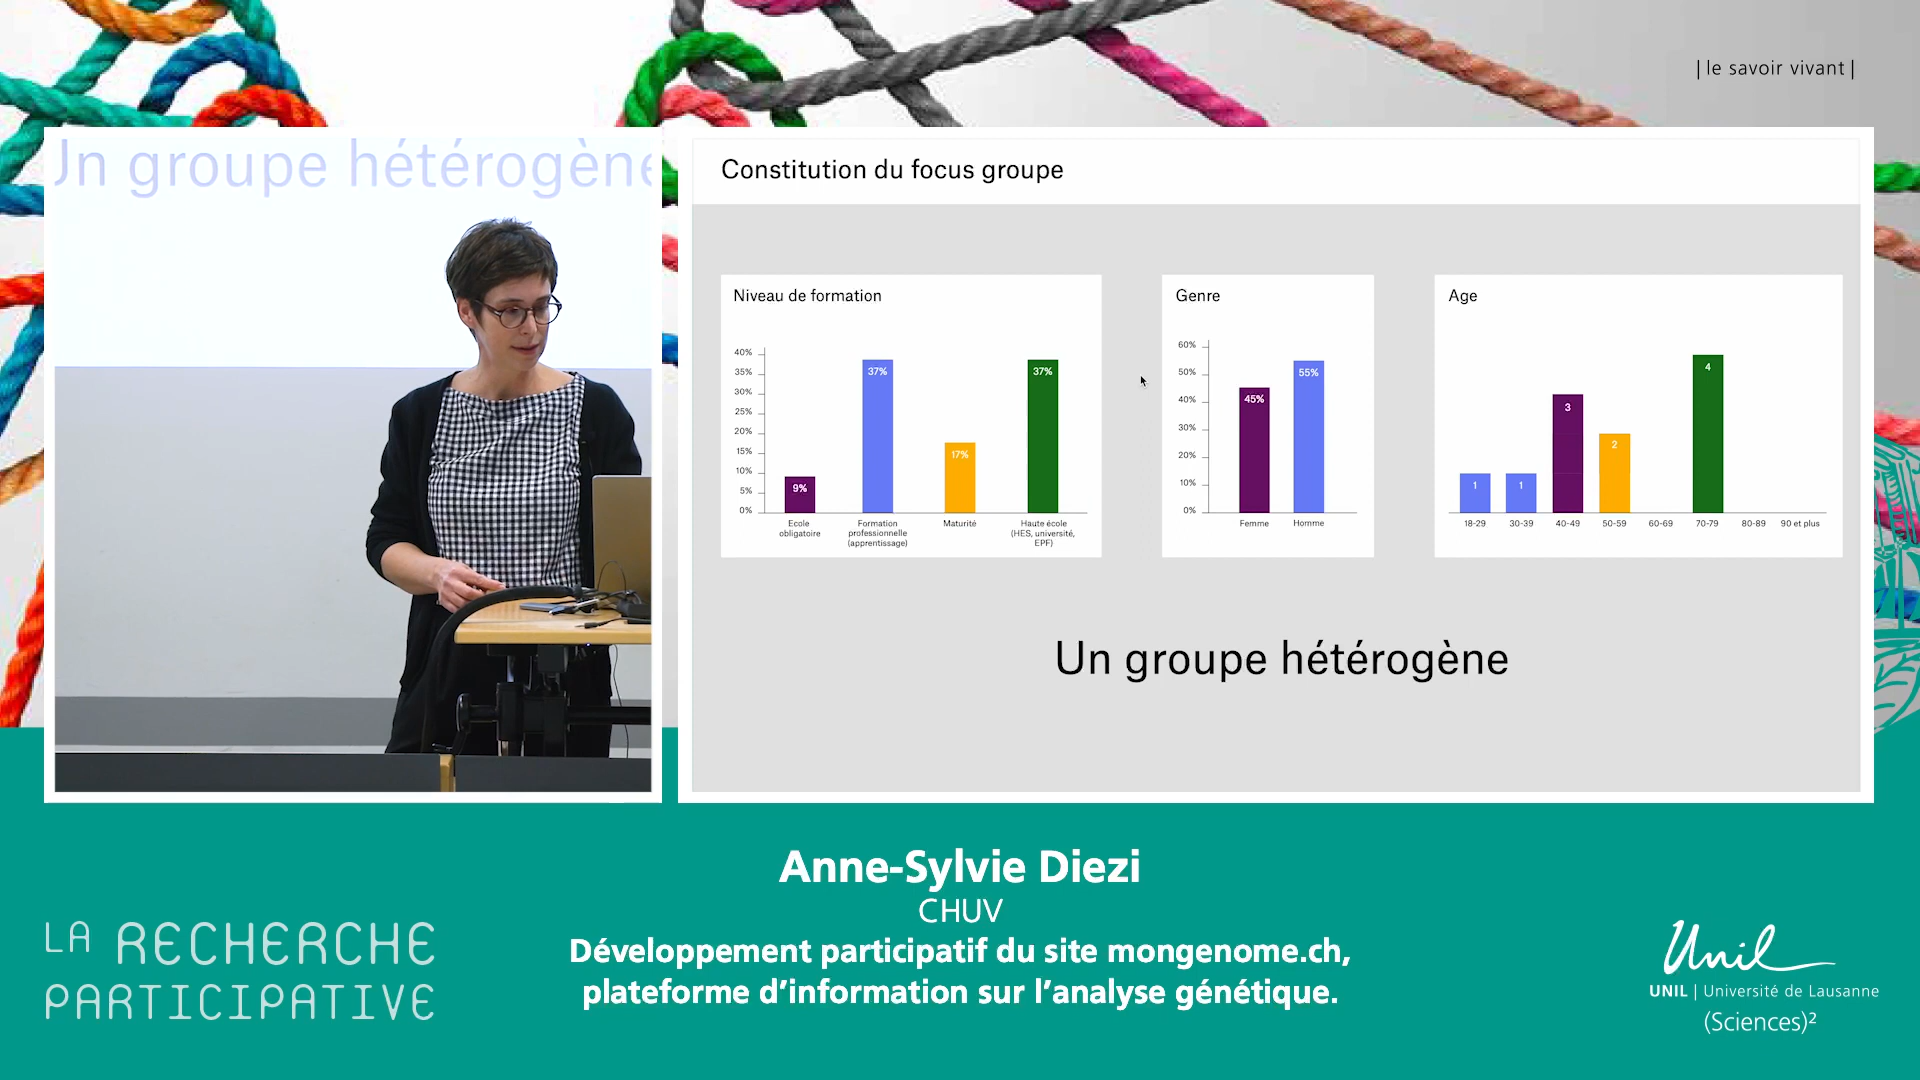 | le savoir vivant |
Un groupe hétérogène
Constitution du focus groupe
Niveau de formation
40%
35%
30%
25%
20%
15%
10%
5%
0%
9%
37%
17%
37%
Ecole
obligatoire
Formation
professionnelle
(apprentissage)
Maturité
Haute école
(HES, université,
EPF)
Genre
60%
50%
40%
30%
20%
10%
0%
45%
55%
Femme
Homme
Age
1
1
3
2
4
18-29
30-39
40-49
50-59
60-69
70-79
80-89
90 et plus
Un groupe hétérogène
Anne-Sylvie Diezi
CHUV
Développement participatif du site mongenome.ch,
plateforme d’information sur l’analyse génétique.
LA RECHERCHE
PARTICIPATIVE
Unil
UNIL | Université de Lausanne
(Sciences)²